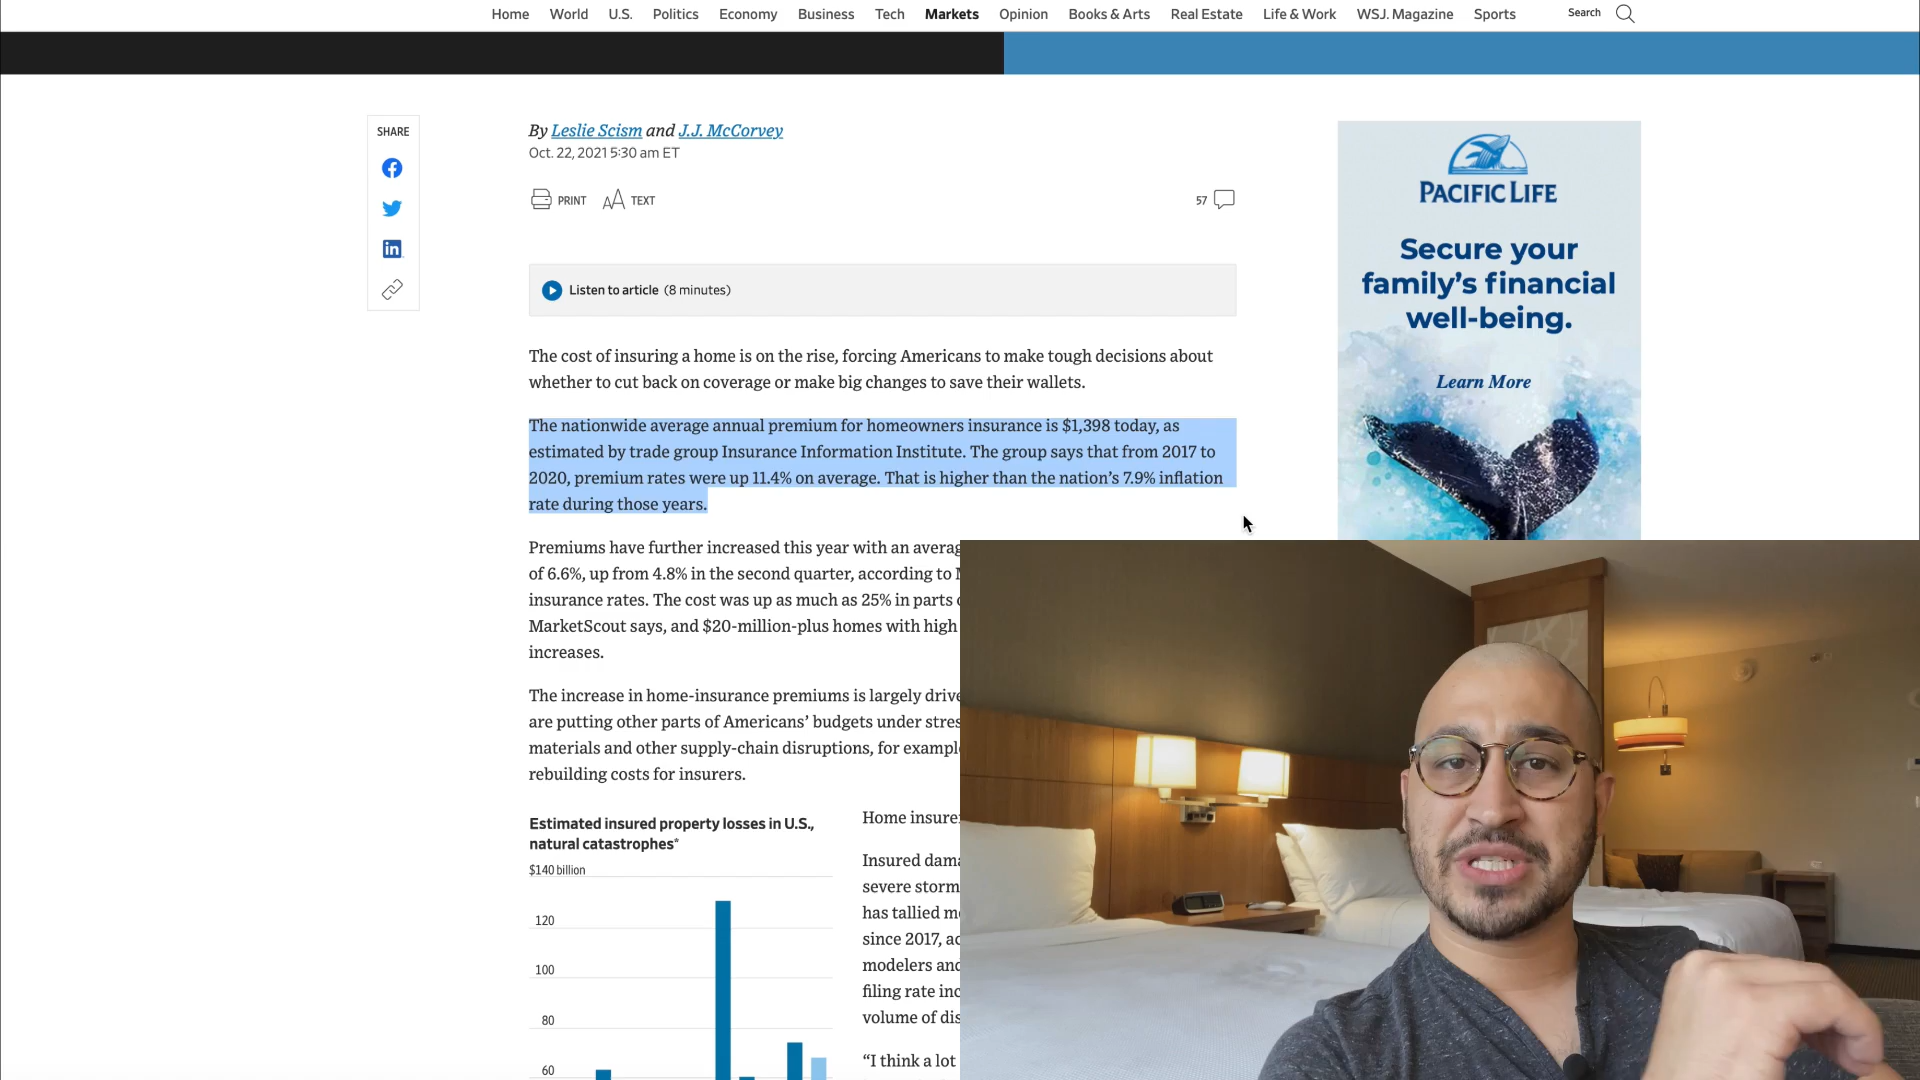 Home World U.S. Politics Economy Business Tech Markets Opinion Books & Arts Real Estate Life & Work WSJ. Magazine Sports Search
SHARE
By Leslie Scism and J.J. McCorvey
Oct. 22, 2021 5:30 am ET
PRINT TEXT 57
Listen to article (8 minutes)
The cost of insuring a home is on the rise, forcing Americans to make tough decisions about
whether to cut back on coverage or make big changes to save their wallets.
The nationwide average annual premium for homeowners insurance is $1,398 today, as
estimated by trade group Insurance Information Institute. The group says that from 2017 to
2020, premium rates were up 11.4% on average. That is higher than the nation’s 7.9% inflation
rate during those years.
Premiums have further increased this year with an averag
of 6.6%, up from 4.8% in the second quarter, according to
insurance rates. The cost was up as much as 25% in parts
MarketScout says, and $20-million-plus homes with high
increases.
The increase in home-insurance premiums is largely drive
are putting other parts of Americans’ budgets under stres
materials and other supply-chain disruptions, for example
rebuilding costs for insurers.
Estimated insured property losses in U.S.,
natural catastrophes*
$140 billion
120
100
80
60
Home insure
Insured dama
severe storm
has tallied m
since 2017, ac
modelers and
filing rate inc
volume of dis
“I think a lot
PACIFIC LIFE
Secure your
family’s financial
well-being.
Learn More